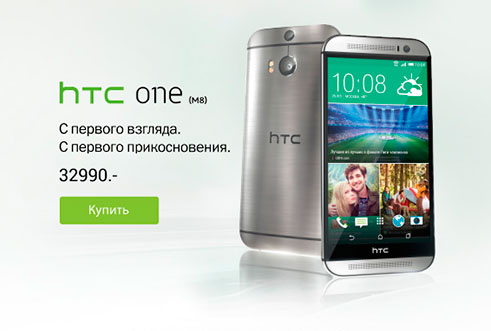 hTC one (M8)
С первого взгляда.
С первого прикосновения.
32990.-
Купить
hTC
10:08
hTC